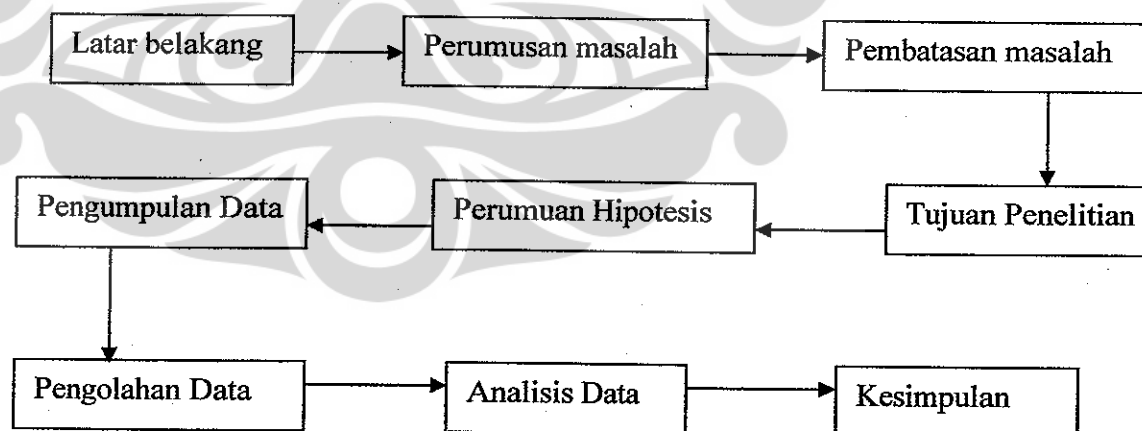 Latar belakang
Perumusan masalah
Pembatasan masalah
Tujuan Penelitian
Perumuan Hipotesis
Pengumpulan Data
Pengolahan Data
Analisis Data
Kesimpulan